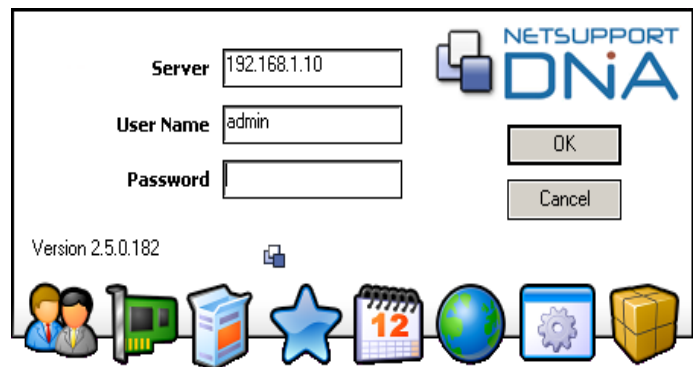 Server 192.168.1.10
NETSUPPORT
DNA
User Name admin
OK
Password
Cancel
Version 2.5.0.182
12